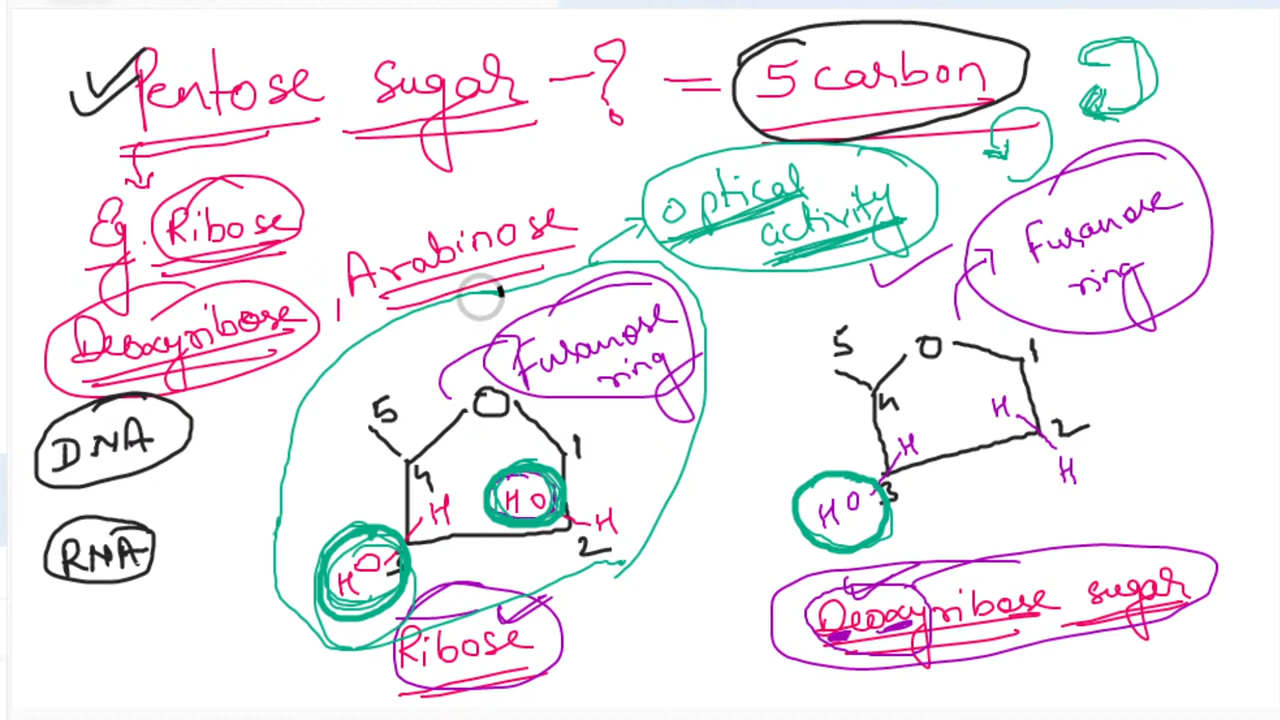 Pentose sugar - ? = 5 carbon
Eg. Ribose
Deoxyribose , Arabinose
Optical
activity
Furanose
ring
Furanose
ring
DNA
RNA
5
O
1
4
H
HO
H
HO
3
2
Ribose
5
O
1
4
H
H
2
H
HO
3
Deoxyribose sugar